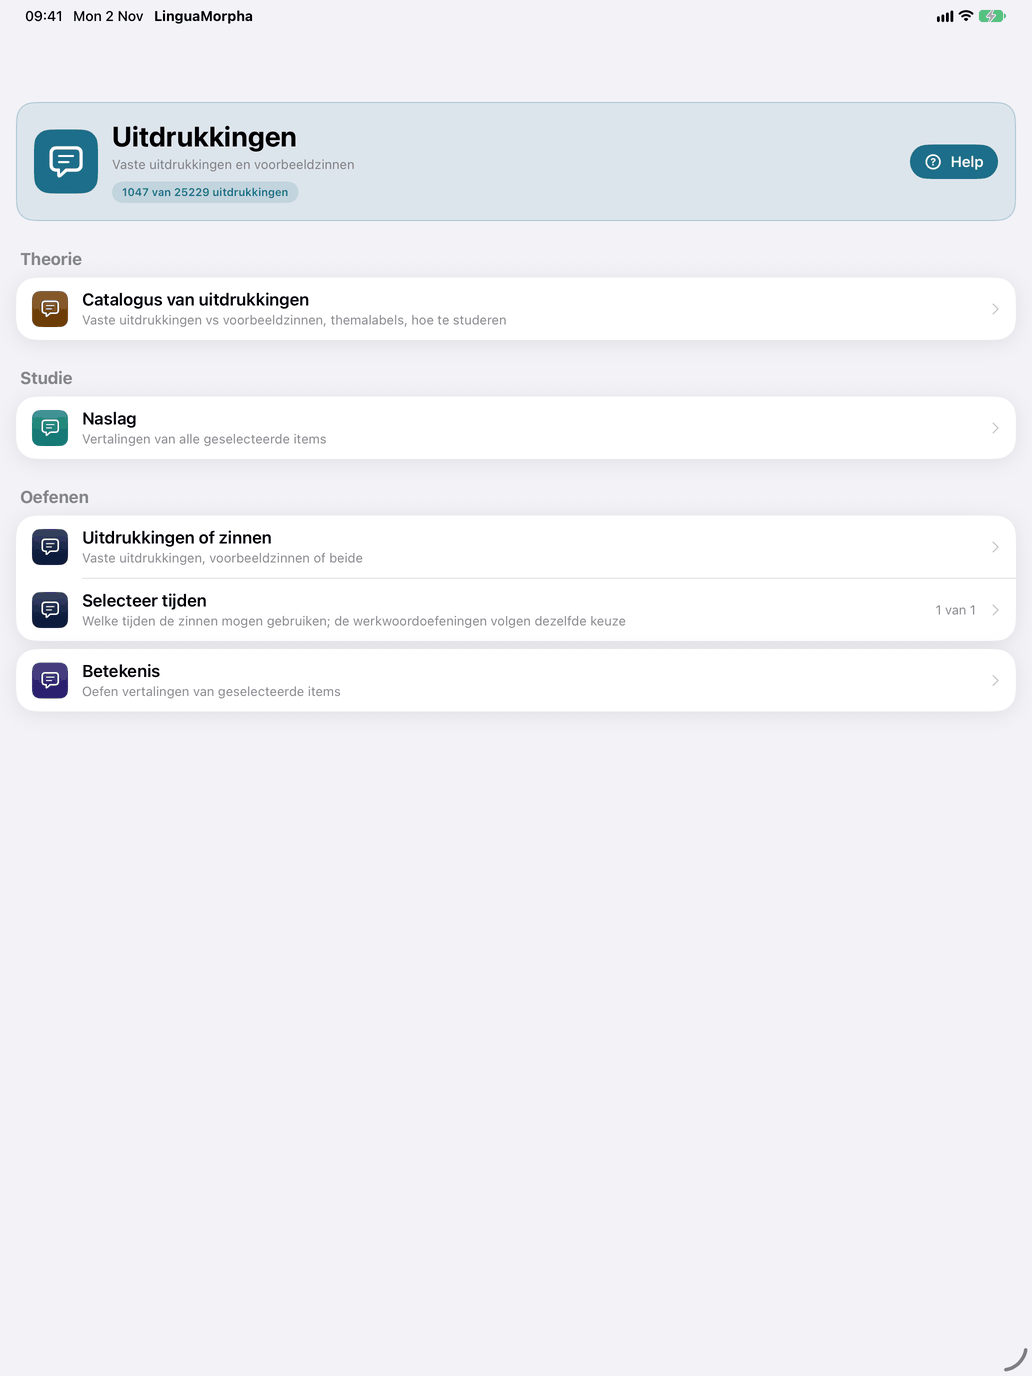 09:41 Mon 2 Nov LinguaMorpha
Uitdrukkingen
Vaste uitdrukkingen en voorbeeldzinnen
1047 van 25229 uitdrukkingen
Help
Theorie
Catalogus van uitdrukkingen
Vaste uitdrukkingen vs voorbeeldzinnen, themalabels, hoe te studeren
Studie
Naslag
Vertalingen van alle geselecteerde items
Oefenen
Uitdrukkingen of zinnen
Vaste uitdrukkingen, voorbeeldzinnen of beide
Selecteer tijden
Welke tijden de zinnen mogen gebruiken; de werkwoordoefeningen volgen dezelfde keuze
1 van 1
Betekenis
Oefen vertalingen van geselecteerde items